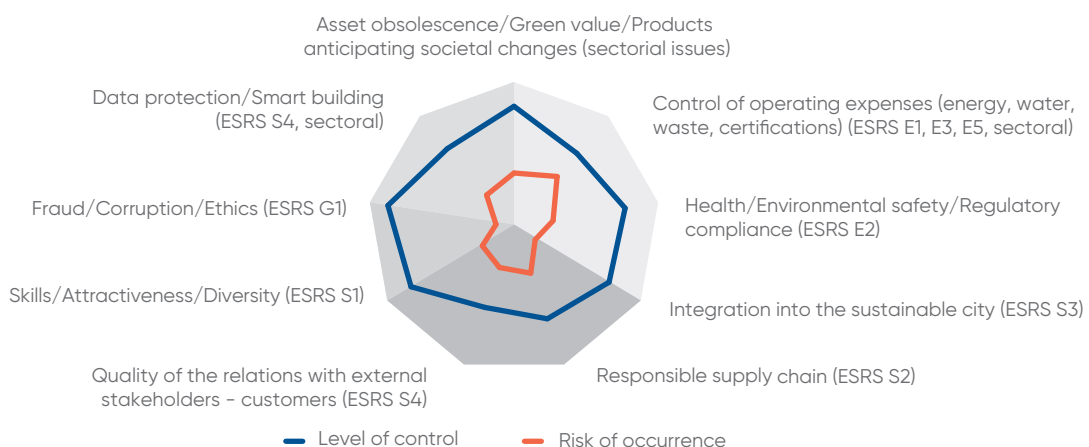 Asset obsolescence/Green value/Products
anticipating societal changes (sectorial issues)
Data protection/Smart building
(ESRS S4, sectoral)
Control of operating expenses (energy, water,
waste, certifications) (ESRS E1, E3, E5, sectoral)
Fraud/Corruption/Ethics (ESRS G1)
Health/Environmental safety/Regulatory
compliance (ESRS E2)
Skills/Attractiveness/Diversity (ESRS S1)
Integration into the sustainable city (ESRS S3)
Quality of the relations with external
stakeholders - customers (ESRS S4)
Responsible supply chain (ESRS S2)
Level of control
Risk of occurrence